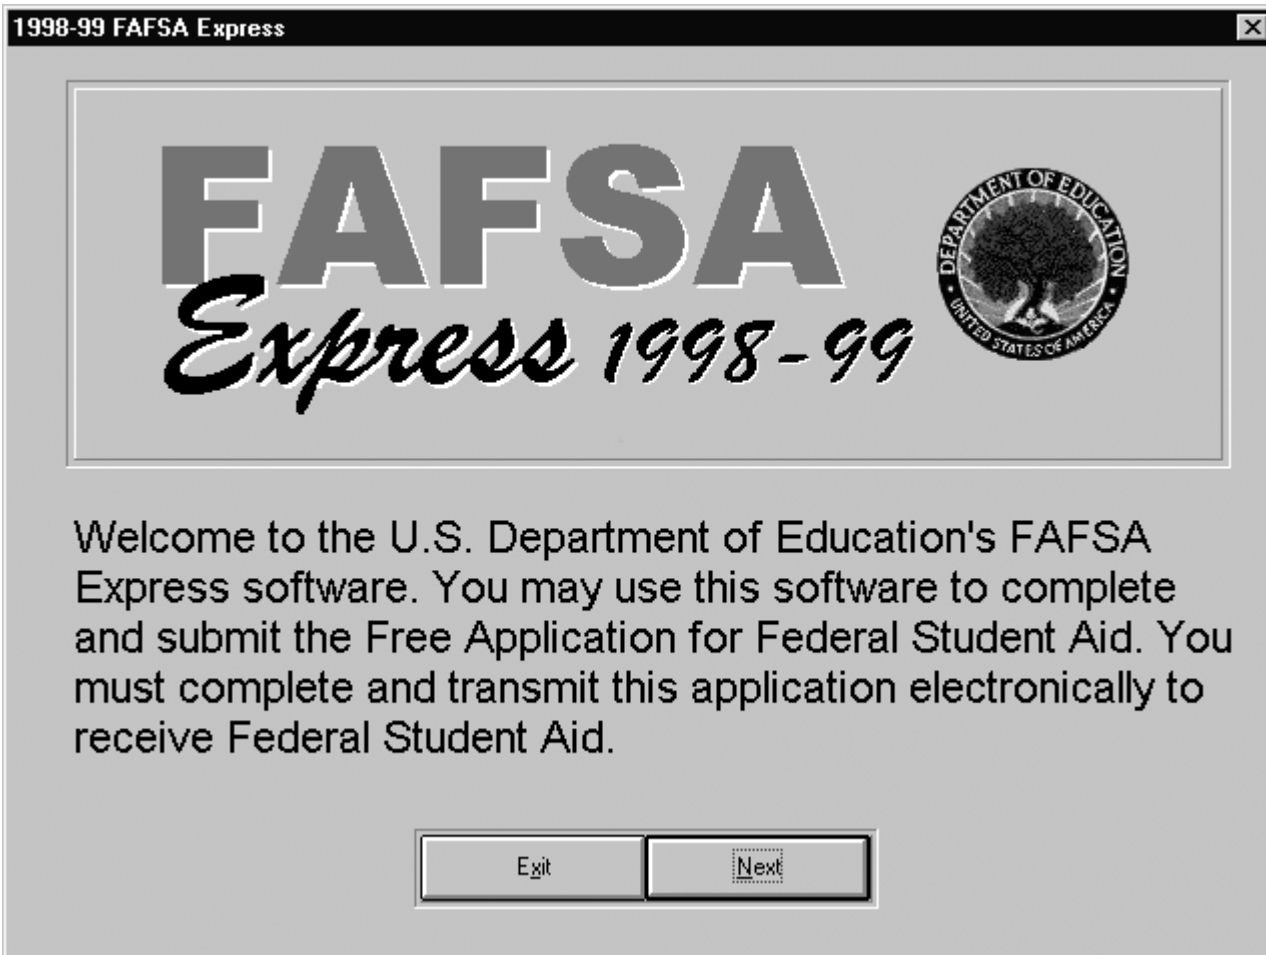 1998-99 FAFSA Express
FAFSA
Express 1998-99
DEPARTMENT OF EDUCATION
UNITED STATES OF AMERICA
Welcome to the U.S. Department of Education's FAFSA
Express software. You may use this software to complete
and submit the Free Application for Federal Student Aid. You
must complete and transmit this application electronically to
receive Federal Student Aid.
Exit
Next